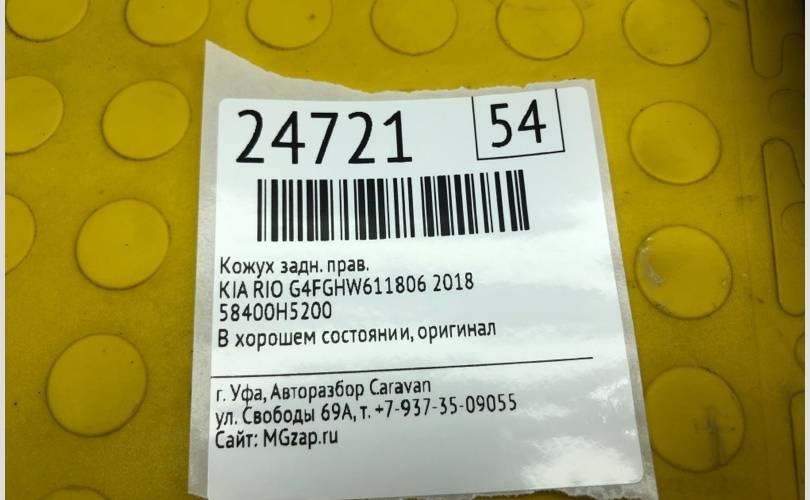 24721 54
Кожух задн. прав.
KIA RIO G4FGHW611806 2018
58400H5200
В хорошем состоянии, оригинал
г. Уфа, Авторазбор Caravan
ул. Свободы 69А, т. +7-937-35-09055
Сайт: MGzap.ru